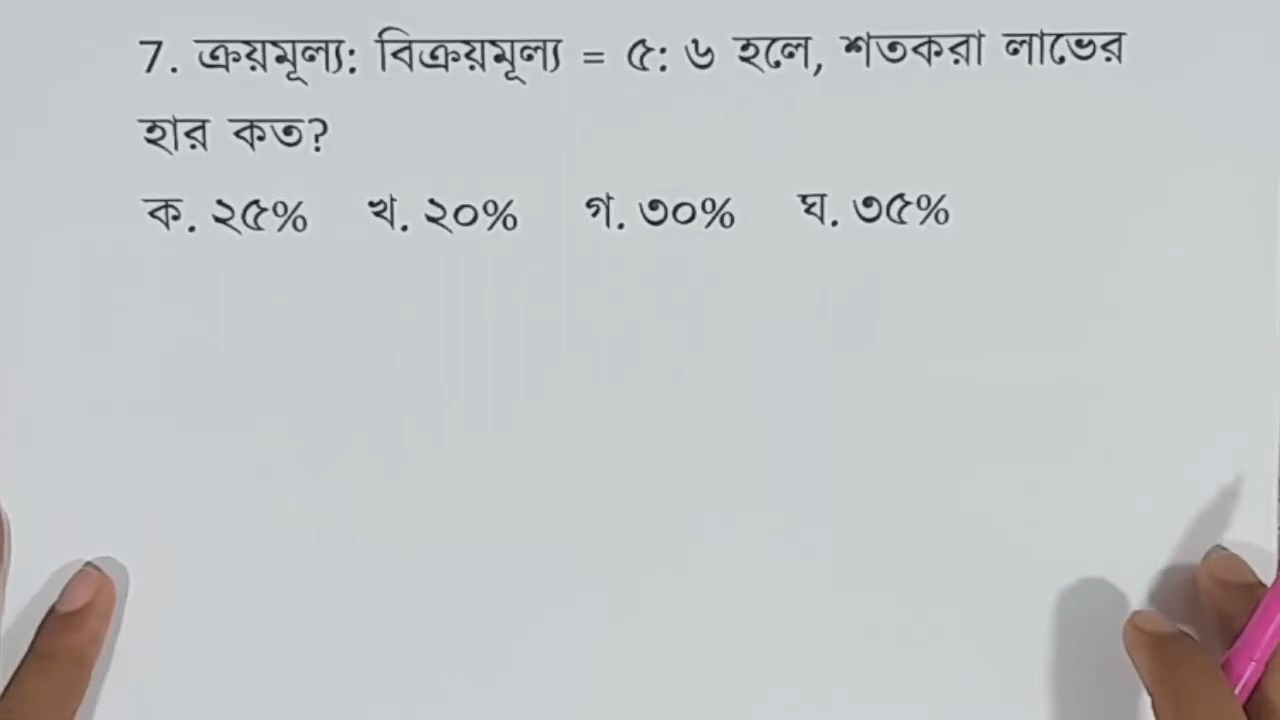 7. ক্রয়মূল্য: বিক্রয়মূল্য = ৫: ৬ হলে, শতকরা লাভের
হার কত?
ক. ২৫% খ. ২০% গ. ৩০% ঘ. ৩৫%